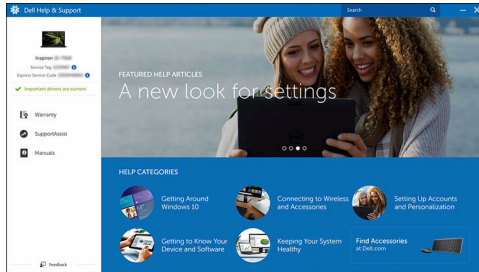 Dell Help & Support
Search
Inspiron
Service Tag
Express Service Code
Important drivers are current
Warranty
SupportAssist
Manuals
Feedback
FEATURED HELP ARTICLES
A new look for settings
HELP CATEGORIES
Getting Around
Windows 10
Connecting to Wireless
and Accessories
Setting Up Accounts
and Personalization
Getting to Know Your
Device and Software
Keeping Your System
Healthy
Find Accessories
at Dell.com